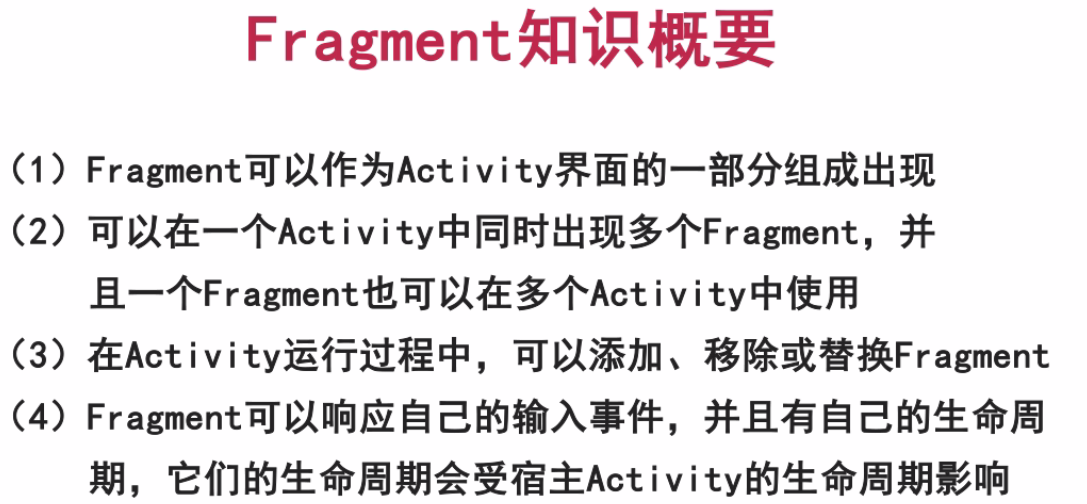 Fragment知识概要
（1）Fragment可以作为Activity界面的一部分组成出现
（2）可以在一个Activity中同时出现多个Fragment，并
且一个Fragment也可以在多个Activity中使用
（3）在Activity运行过程中，可以添加、移除或替换Fragment
（4）Fragment可以响应自己的输入事件，并且有自己的生命周
期，它们的生命周期会受宿主Activity的生命周期影响